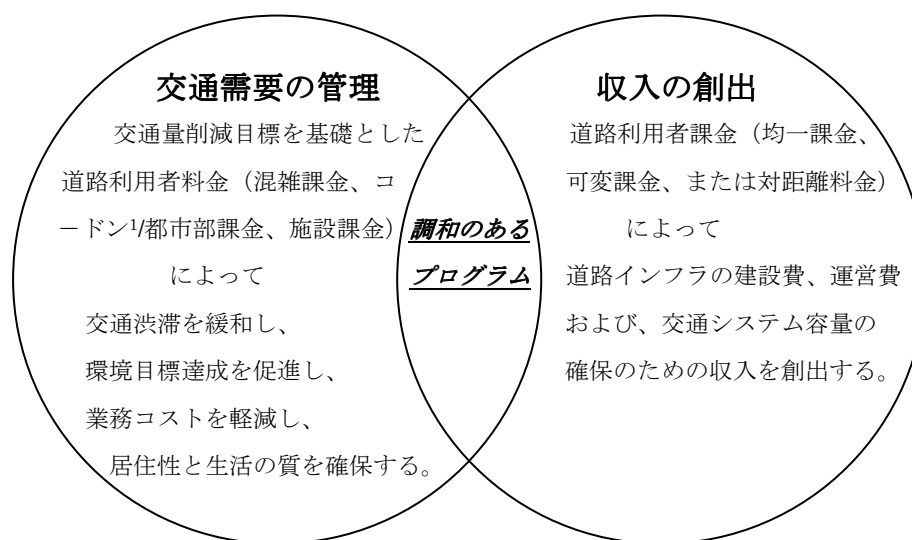 交通需要の管理
交通量削減目標を基礎とした
道路利用者料金（混雑課金、コ
ードン¹/都市部課金、施設課金）
によって
交通渋滞を緩和し、
環境目標達成を促進し、
業務コストを軽減し、
居住性と生活の質を確保する。
調和のある
プログラム
収入の創出
道路利用者課金（均一課金、
可変課金、または対距離料金）
によって
道路インフラの建設費、運営費
および、交通システム容量の
確保のための収入を創出する。